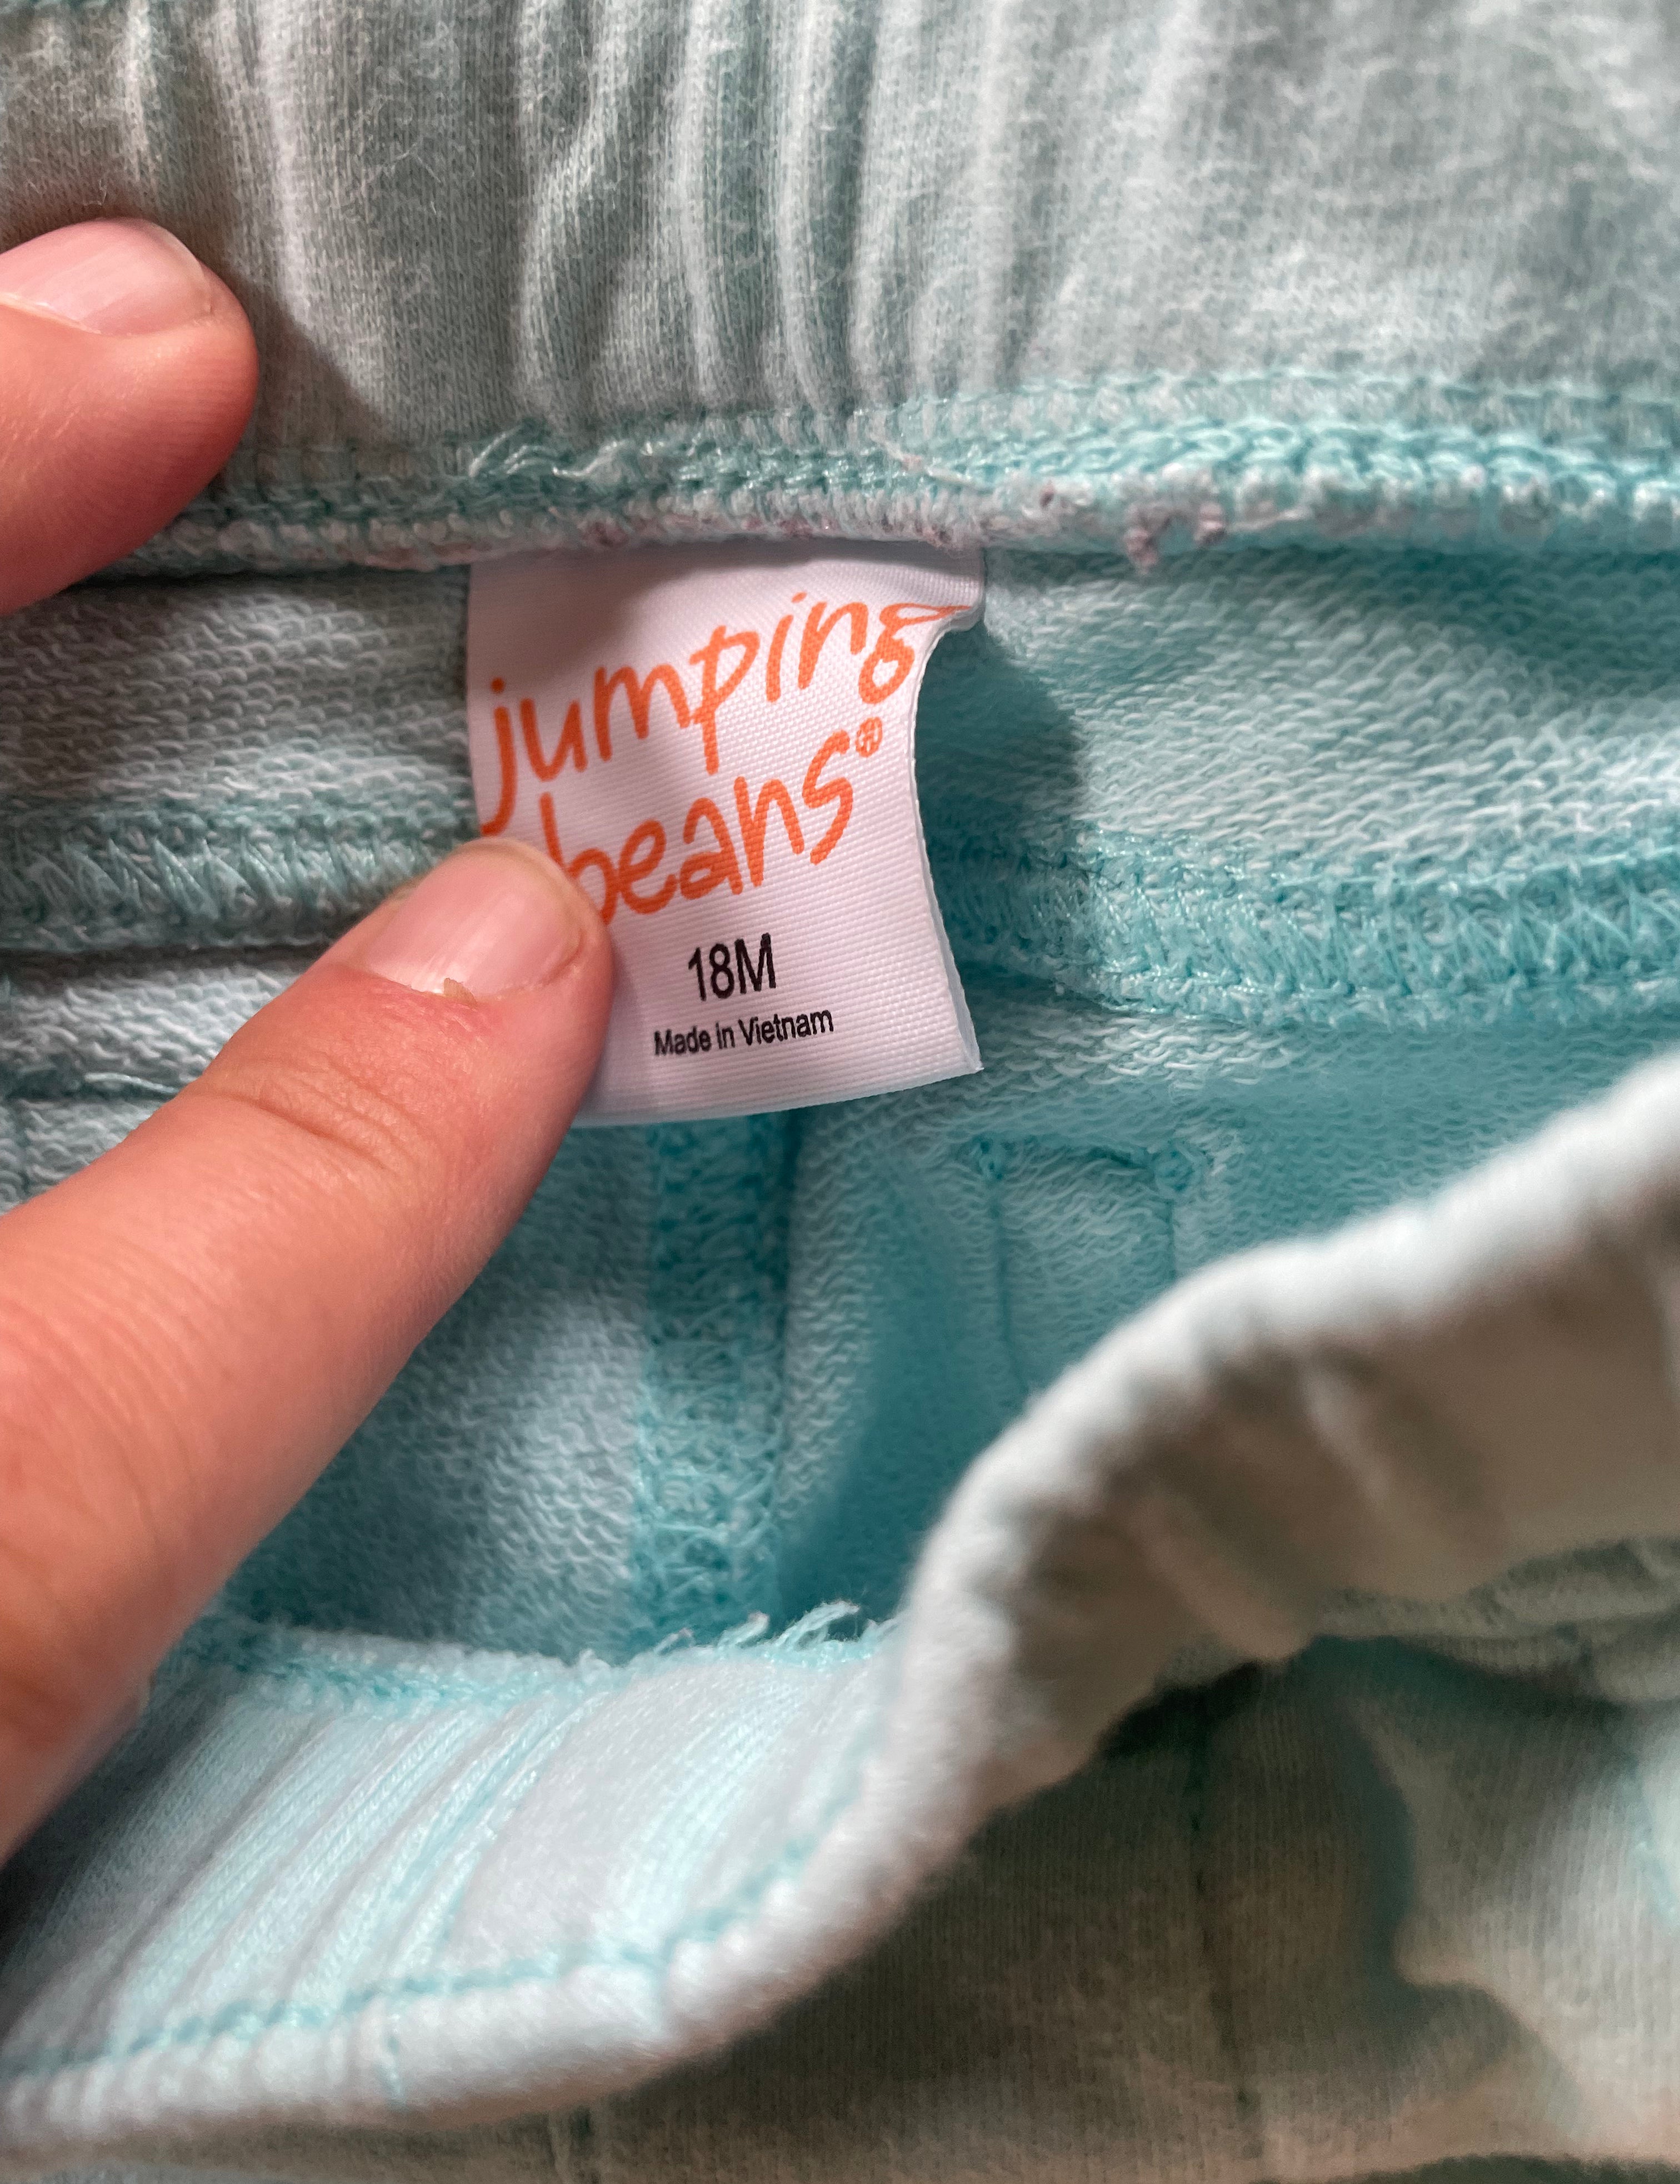 jumping
beans®
18M
Made In Vietnam